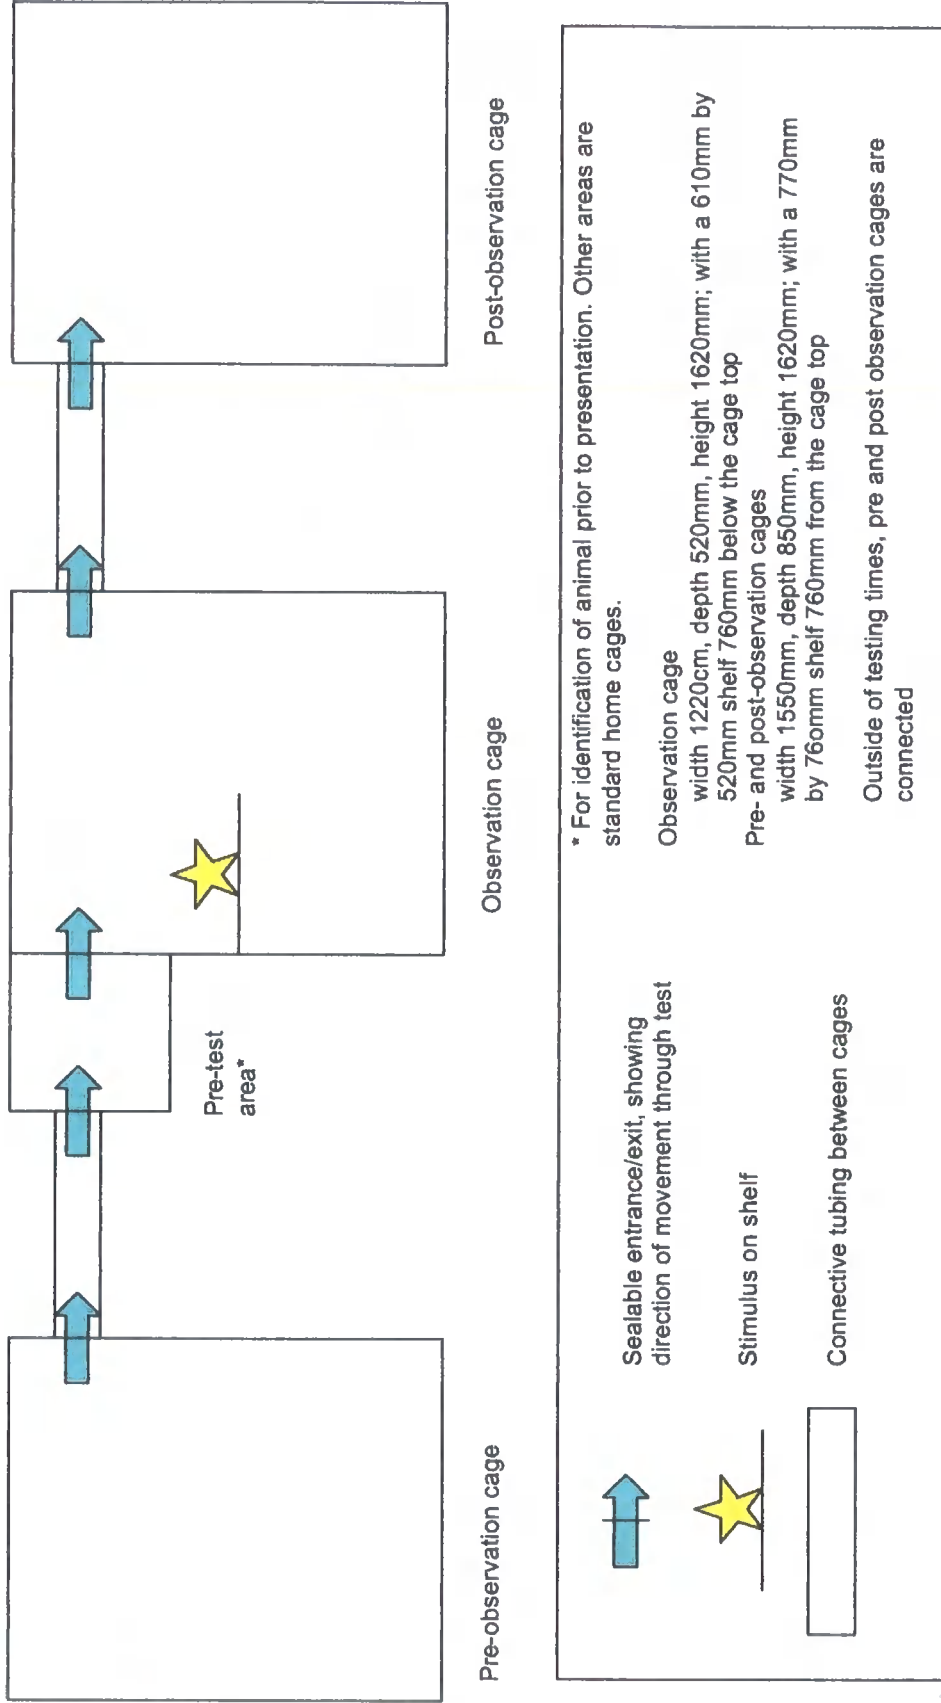 Pre-observation cage
Pre-test
area*
Observation cage
Post-observation cage
Sealable entrance/exit, showing
direction of movement through test
Stimulus on shelf
Connective tubing between cages
* For identification of animal prior to presentation. Other areas are
standard home cages.
Observation cage
width 1220cm, depth 520mm, height 1620mm; with a 610mm by
520mm shelf 760mm below the cage top
Pre- and post-observation cages
width 1550mm, depth 850mm, height 1620mm; with a 770mm
by 76omm shelf 760mm from the cage top
Outside of testing times, pre and post observation cages are
connected